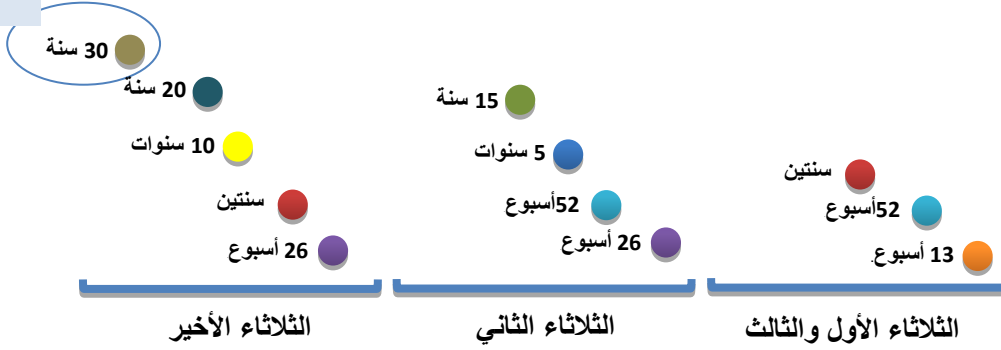 سنتين
52أسبوع
13 أسبوع.
الثلاثاء الأول والثالث
15 سنة
5 سنوات
52أسبوع
26 أسبوع
الثلاثاء الثاني
30 سنة
20 سنة
10 سنوات
سنتين
26 أسبوع
الثلاثاء الأخير